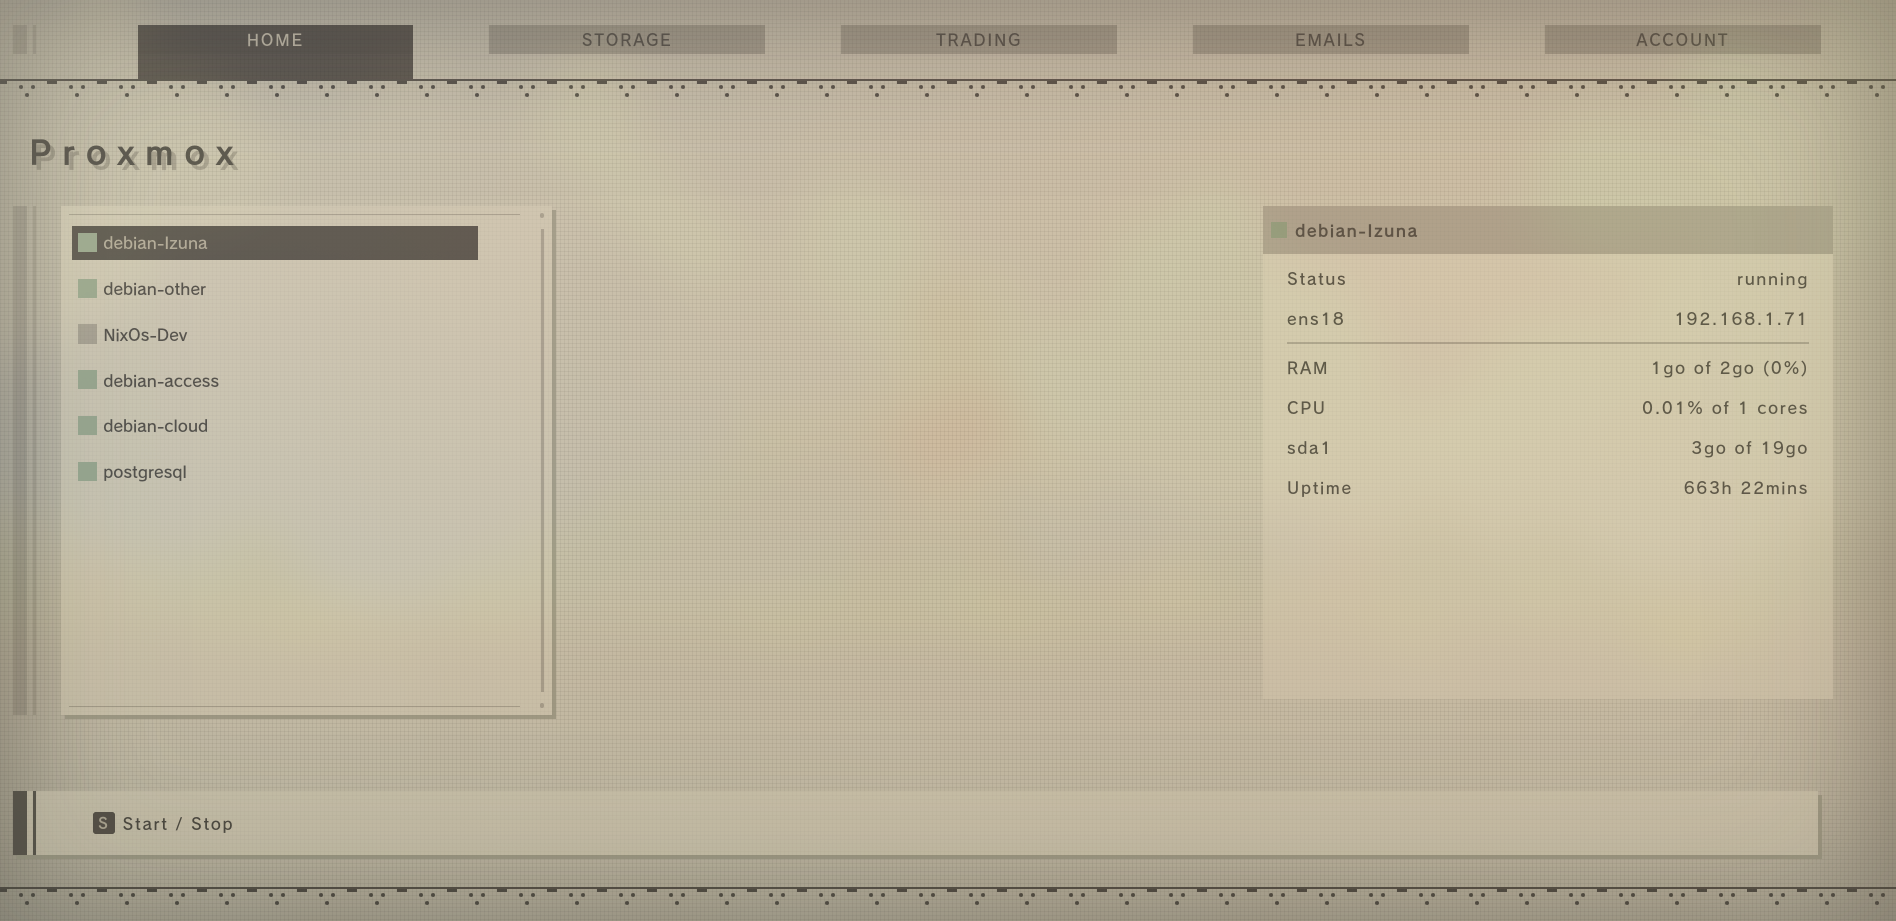 HOME
STORAGE
TRADING
EMAILS
ACCOUNT
Proxmox
debian-Izuna
debian-other
NixOs-Dev
debian-access
debian-cloud
postgresql
debian-Izuna
Status running
ens18 192.168.1.71
RAM 1go of 2go (0%)
CPU 0.01% of 1 cores
sda1 3go of 19go
Uptime 663h 22mins
S Start / Stop